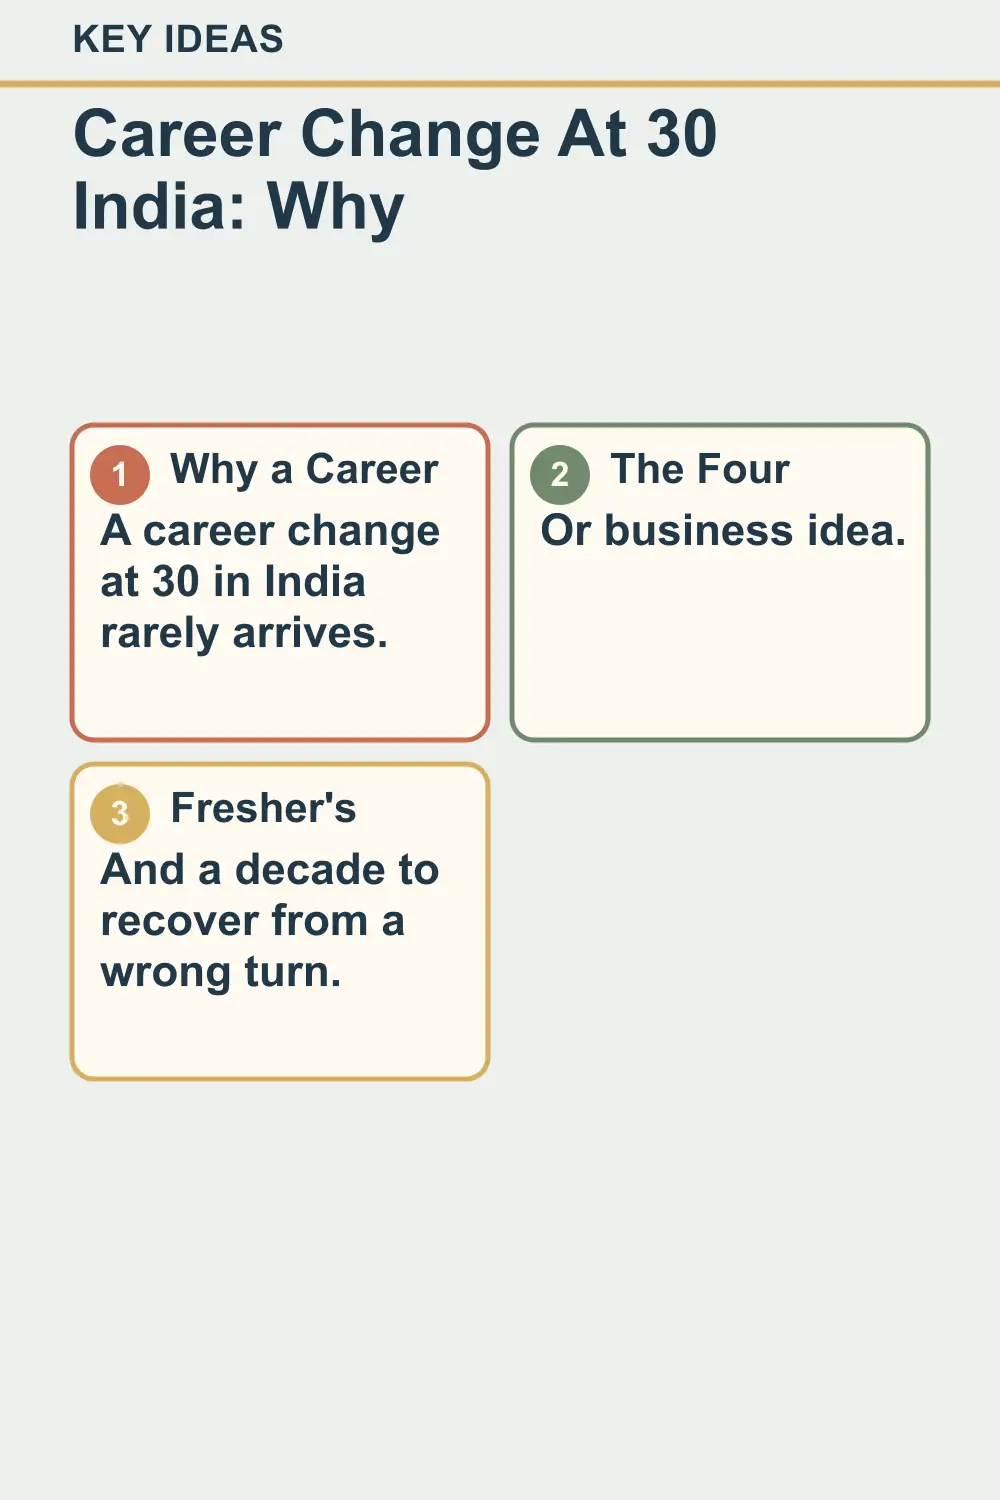 KEY IDEAS
Career Change At 30
India: Why
1 Why a Career
A career change
at 30 in India
rarely arrives.
2 The Four
Or business idea.
3 Fresher's
And a decade to
recover from a
wrong turn.